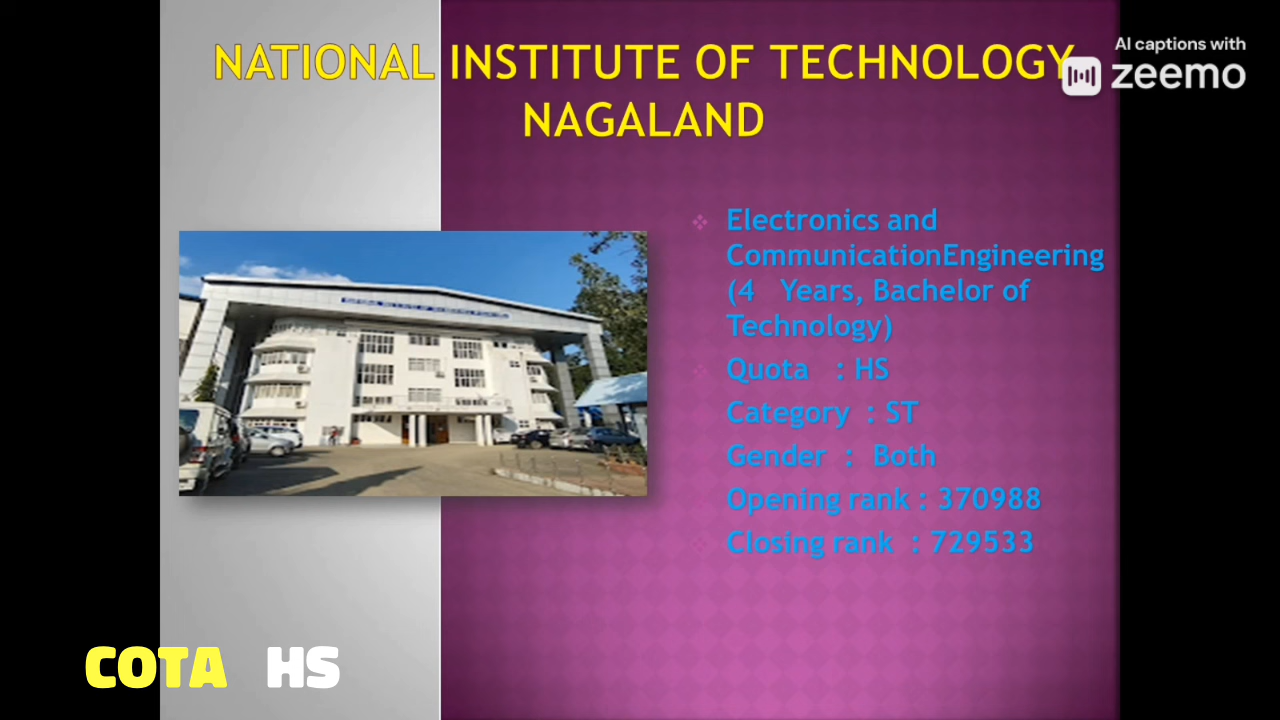 NATIONAL INSTITUTE OF TECHNOLOGY
NAGALAND
AI captions with
zeemo
Electronics and
CommunicationEngineering
(4 Years, Bachelor of
Technology)
Quota : HS
Category : ST
Gender : Both
Opening rank : 370988
Closing rank : 729533
COTA HS